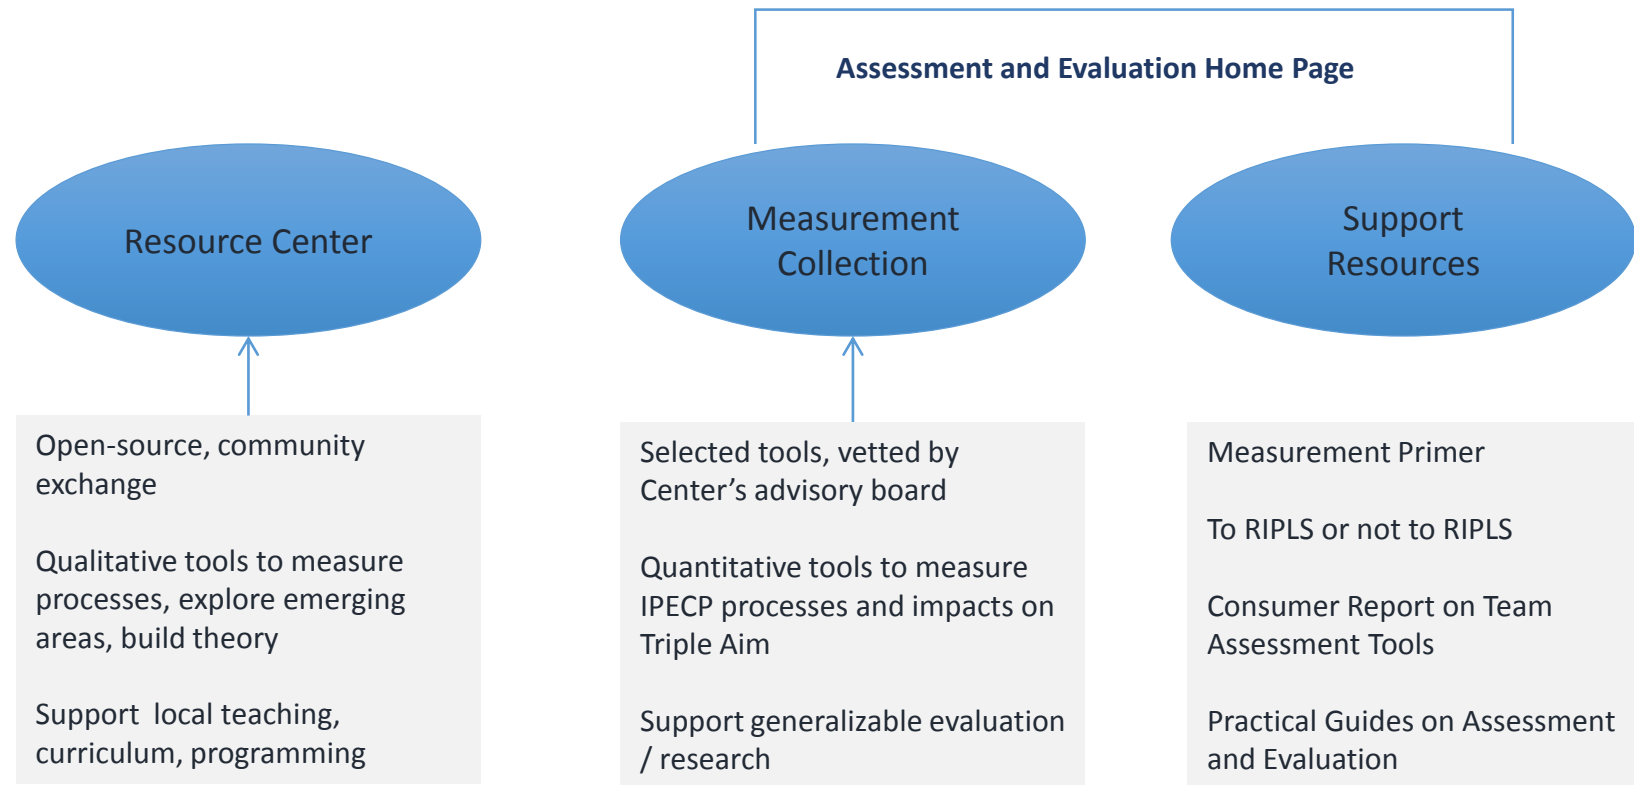 Assessment and Evaluation Home Page
Resource Center
Measurement
Collection
Support
Resources
Open-source, community
exchange
Qualitative tools to measure
processes, explore emerging
areas, build theory
Support  local teaching,
curriculum, programming
Selected tools, vetted by
Center’s advisory board
Quantitative tools to measure
IPECP processes and impacts on
Triple Aim
Support generalizable evaluation
/ research
Measurement Primer
To RIPLS or not to RIPLS
Consumer Report on Team
Assessment Tools
Practical Guides on Assessment
and Evaluation